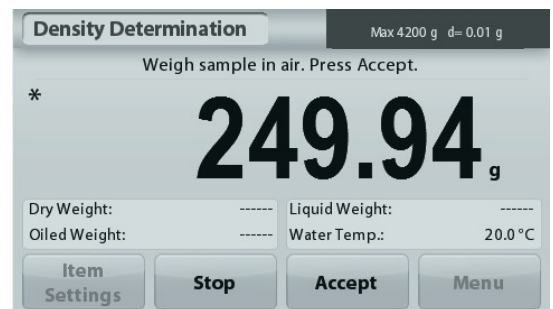 Density Determination
Max 4200 g d= 0.01 g
Weigh sample in air. Press Accept.
*
249.94 g
Dry Weight: ------ Liquid Weight: ------
Oiled Weight: ------ Water Temp.: 20.0 °C
Item Settings
Stop
Accept
Menu